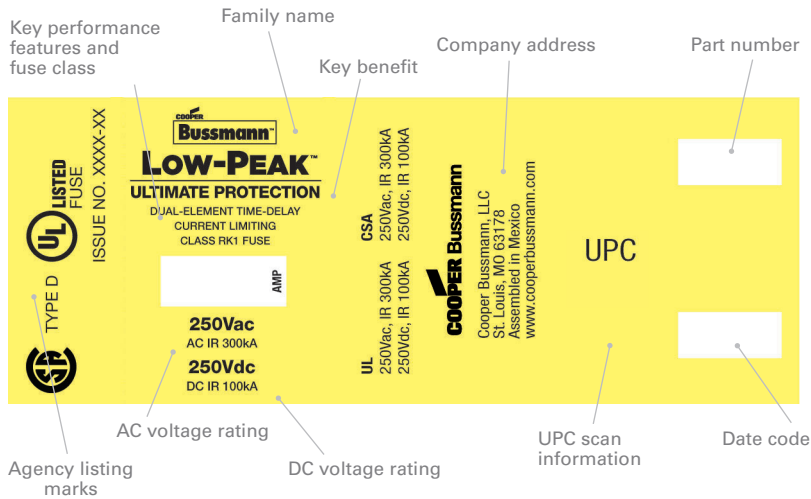 Key performance
features and
fuse class
Family name
Key benefit
Company address
Part number
COOPER
Bussmann™
LOW-PEAK™
ULTIMATE PROTECTION
DUAL-ELEMENT TIME-DELAY
CURRENT LIMITING
CLASS RK1 FUSE
AMP
250Vac
AC IR 300kA
250Vdc
DC IR 100kA
UL
LISTED
FUSE
ISSUE NO. XXXX-XX
SA
TYPE D
CSA
250Vac, IR 300kA
250Vdc, IR 100kA
UL
250Vac, IR 300kA
250Vdc, IR 100kA
COOPER Bussmann
Cooper Bussmann, LLC
St. Louis, MO 63178
Assembled in Mexico
www.cooperbussmann.com
UPC
Agency listing
marks
AC voltage rating
DC voltage rating
UPC scan
information
Date code